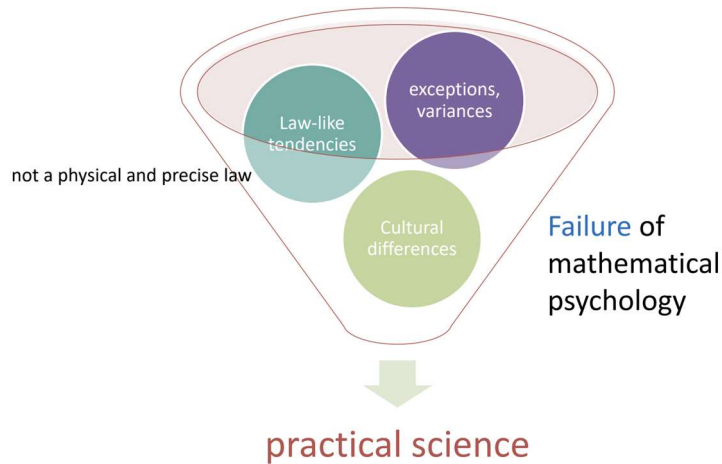 exceptions,
variances
Law-like
tendencies
not a physical and precise law
Cultural
differences
Failure of
mathematical
psychology
practical science